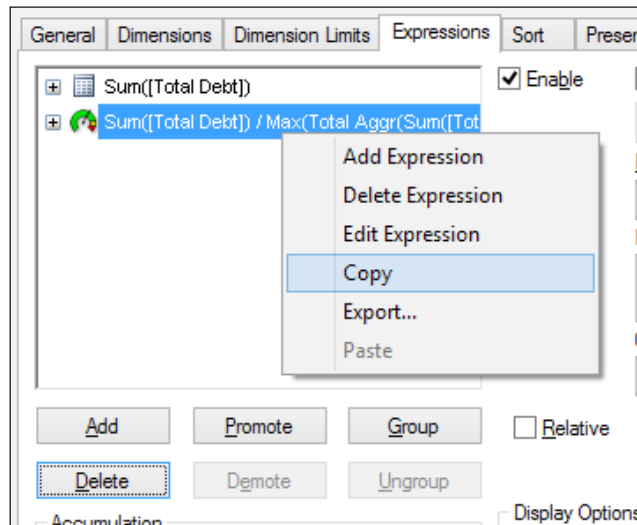 General Dimensions Dimension Limits Expressions Sort
Sum([Total Debt])
Enable
Sum([Total Debt]) / Max(Total Aggr(Sum([Tot
Add Expression
Delete Expression
Edit Expression
Copy
Export...
Paste
Add Promote Group
Relative
Delete Demote Ungroup
Accumulation
Display Options